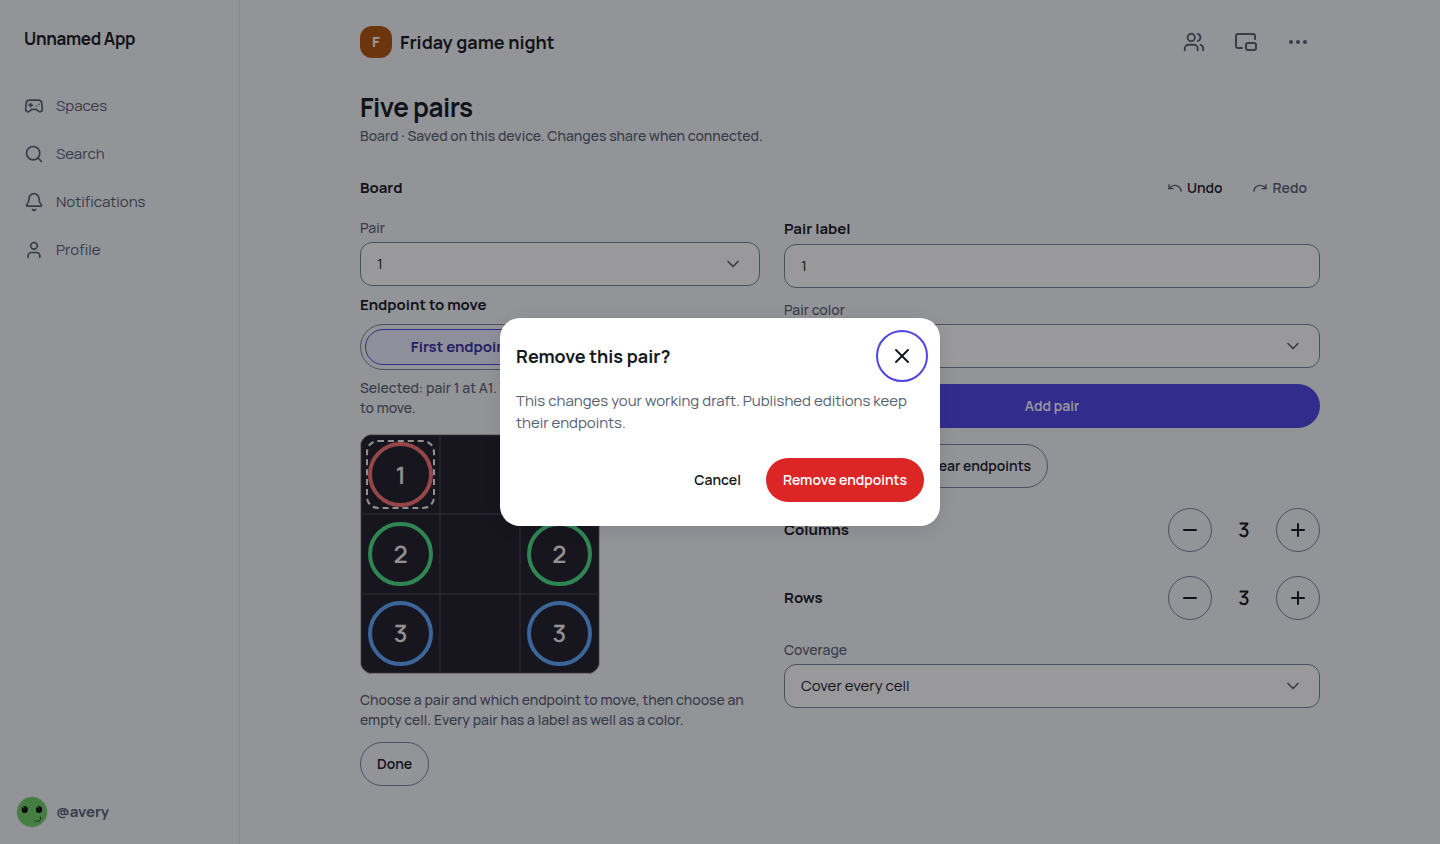 Unnamed App
Spaces
Search
Notifications
Profile
@avery
F
Friday game night
Five pairs
Board · Saved on this device. Changes share when connected.
Board
Undo
Redo
Pair
1
Endpoint to move
Selected: pair 1 at A1.
to move.
1
2
2
3
3
Choose a pair and which endpoint to move, then choose an
empty cell. Every pair has a label as well as a color.
Done
Pair label
1
Pair color
Add pair
endpoints
Columns
3
Rows
3
Coverage
Cover every cell
Remove this pair?
This changes your working draft. Published editions keep
their endpoints.
Cancel
Remove endpoints
First